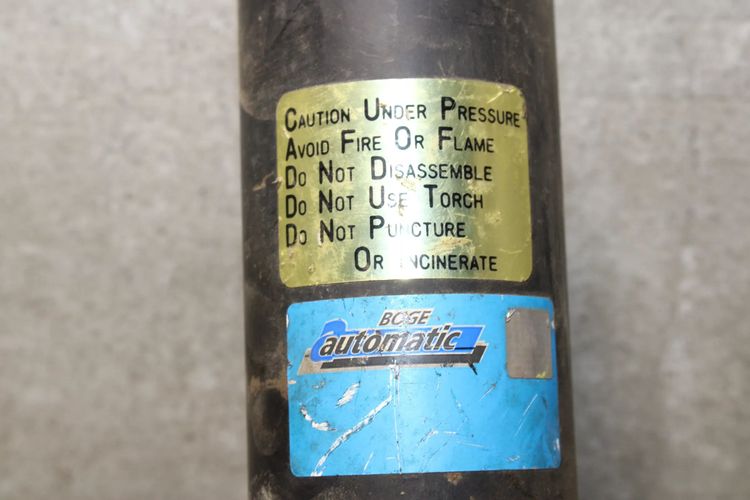 CAUTION UNDER PRESSURE
AVOID FIRE OR FLAME
DO NOT DISASSEMBLE
DO NOT USE TORCH
DO NOT PUNCTURE
OR INCINERATE
BOGE
automatic